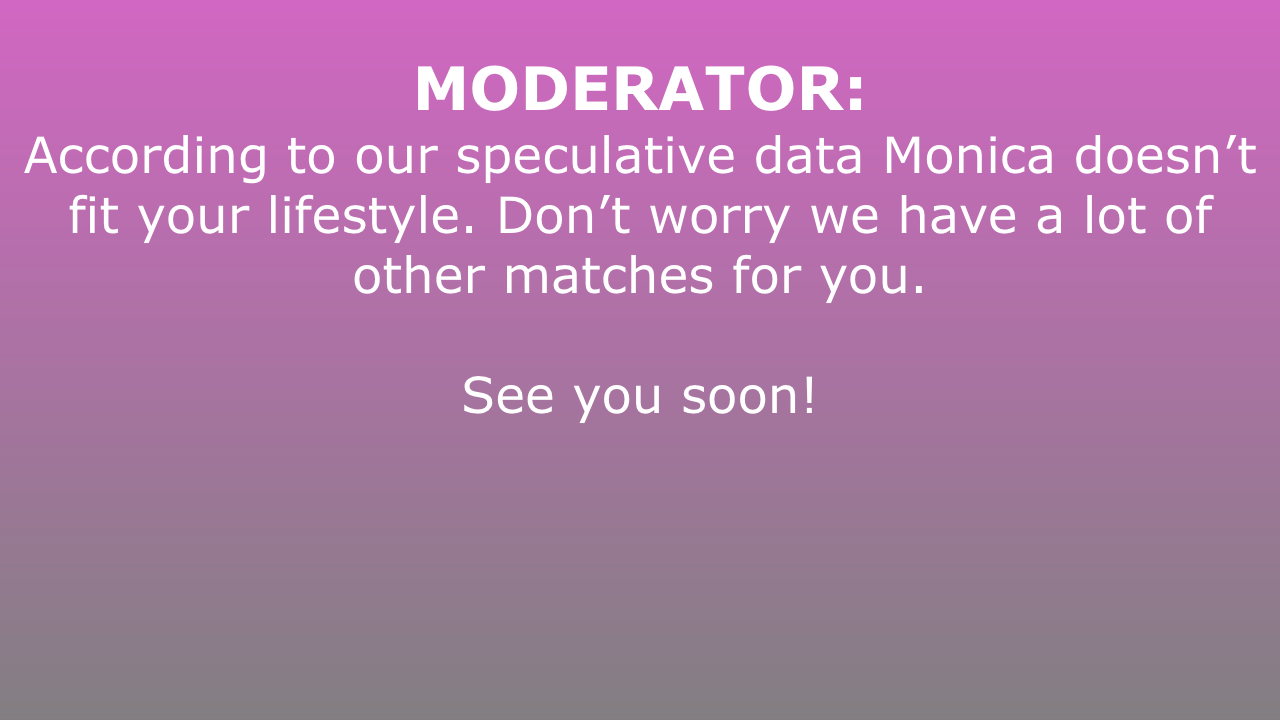 MODERATOR:
According to our speculative data Monica doesn’t
fit your lifestyle. Don’t worry we have a lot of
other matches for you.
See you soon!